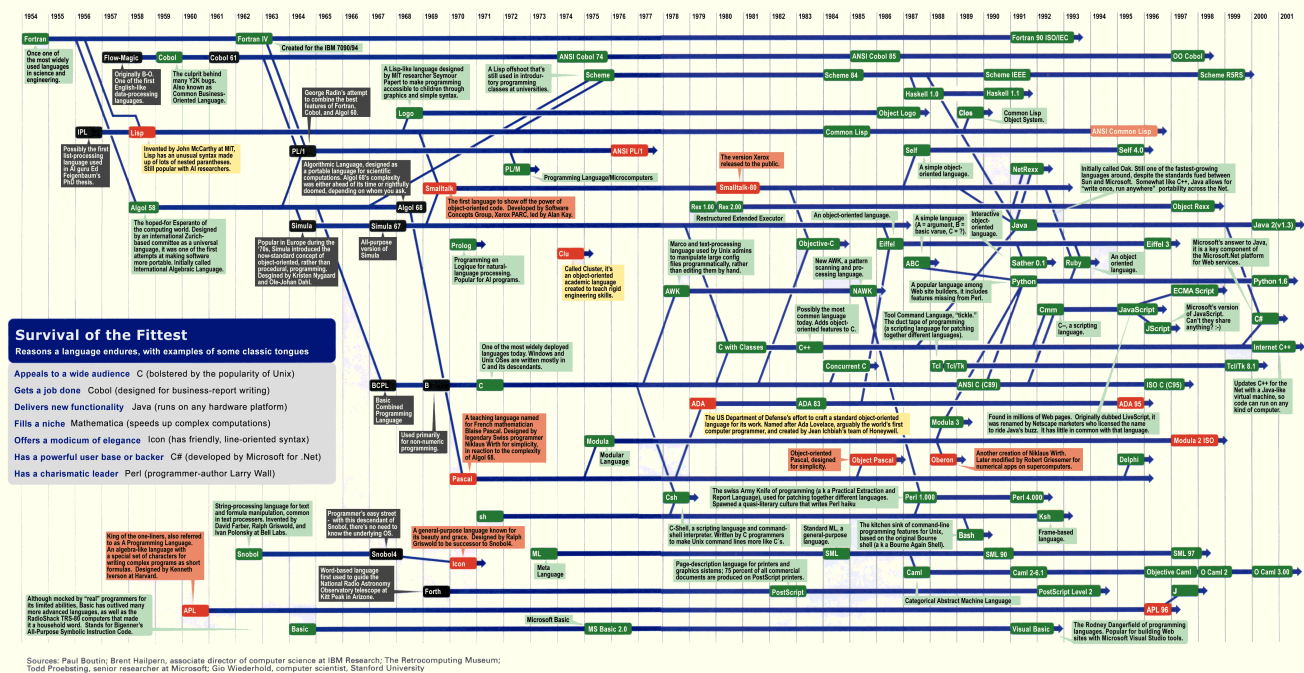 1954 1955 1956 1957 1958 1959 1960 1961 1962 1963 1964 1965 1966 1967 1968 1969 1970 1971 1972 1973 1974 1975 1976 1977 1978 1979 1980 1981 1982 1983 1984 1985 1986 1987 1988 1989 1990 1991 1992 1993 1994 1995 1996 1997 1998 1999 2000 2001
Fortran
Fortran IV
Fortran 90 ISO/IEC
Once one of
the most widely
used languages
in science and
engineering.
Created for the IBM 7090/94
Flow-Magic
Cobol
Cobol 61
ANSI Cobol 74
ANSI Cobol 85
OO Cobol
Originally B-O.
One of the first
English-like
data-processing
languages.
The culprit behind
many Y2K bugs.
Also known as
Common Business-
Oriented Language.
A Lisp-like language designed
by MIT researcher Seymour
Papert to make programming
accessible to children through
graphics and simple syntax.
A Lisp offshoot that's
still used in introduc-
tory programming
classes at universities.
Scheme
Scheme 84
Scheme IEEE
Scheme R5RS
George Radin's attempt
to combine the best
features of Fortran,
Cobol, and Algol 60.
Haskell 1.0
Haskell 1.1
Logo
Object Logo
Clos
Common Lisp
Object System.
IPL
Lisp
Common Lisp
ANSI Common Lisp
Possibly the first
list-processing
language used
in AI guru Ed
Feigenbaum's
PhD thesis.
Invented by John McCarthy at MIT,
Lisp has an unusual syntax made
up of lots of nested parantheses.
Still popular with AI researchers.
PL/1
ANSI PL/1
Self
Self 4.0
Algorithmic Language, designed as
a portable language for scientific
computations. Algol 68's complexity
was either ahead of its time or rightfully
doomed, depending on whom you ask.
PL/M
Programming Language/Microcomputers
The version Xerox
released to the public.
A simple object-
oriented language.
NetRexx
Initially called Oak. Still one of the fastest-growing
languages around, despite the standards fued between
Sun and Microsoft. Somewhat like C++, Java allows for
"write once, run anywhere" portability across the Net.
Smalltalk
Smalltalk-80
The first language to show off the power of
object-oriented code. Developed by Software
Concepts Group, Xerox PARC, led by Alan Kay.
Algol 58
Algol 68
Rex 1.00
Rex 2.00
Object Rexx
Restructured Extended Executor
An object-oriented language.
A simple language
(A = argument, B =
basic varue, C = ?).
Interactive
object-
oriented
language.
The hoped-for Esperanto of
the computing world. Designed
by an international Zurich-
based committee as a universal
language, it was one of the first
attempts at making software
more portable. Initially called
International Algebraic Language.
Simula
Simula 67
Java
Java 2(v1.3)
Popular in Europe during the
'70s, Simula introduced the
now-standard concept of
object-oriented, rather than
procedural, programming.
Desgined by Kristen Nygaard
and Ole-Johan Dahl.
All-purpose
version of
Simula
Prolog
Programming en
Logique for natural-
language processing.
Popular for AI programs.
Clu
Called Cluster, it's
an object-oriented
academic language
created to teach rigid
engineering skills.
Marco and text-processing
language used by Unix admins
to manipulate large config
files programmatically, rather
than editing them by hand.
Objective-C
Eiffel
Eiffel 3
Microsoft's answer to Java,
it is a key component of
the Microsoft.Net platform
for Web services.
New AWK, a pattern
scanning and pro-
cessing language.
ABC
Sather 0.1
Ruby
An object
oriented
language.
A popular language among
Web site builders, it includes
features missing from Perl.
Python
Python 1.6
AWK
NAWK
ECMA Script
Possibly the most
commen language
today. Adds object-
oriented features to C.
Tool Command Language, "tickle."
The duct tape of programming
(a scripting language for patching
together different languages).
Cmm
C--, a scripting
language.
JavaScript
JScript
Microsoft's version
of JavaScript.
Can't they share
anything? :-)
C#
Survival of the Fittest
Reasons a language endures, with examples of some classic tongues
Appeals to a wide audience C (bolstered by the popularity of Unix)
Gets a job done Cobol (designed for business-report writing)
Delivers new functionality Java (runs on any hardware platform)
Fills a niche Mathematica (speeds up complex computations)
Offers a modicum of elegance Icon (has friendly, line-oriented syntax)
Has a powerful user base or backer C# (developed by Microsoft for .Net)
Has a charismatic leader Perl (programmer-author Larry Wall)
One of the most widely deployed
languages today. Windows and
Unix OSes are written mostly in
C and its descendants.
C with Classes
C++
Internet C++
Concurrent C
Tcl
Tcl/Tk
Tcl/Tk 8.1
BCPL
B
C
ANSI C (C89)
ISO C (C95)
Updates C++ for the
Net with a Java-like
virtual machine, so
code can run on any
kind of computer.
Basic
Combined
Programming
Language
Used primarily
for non-numeric
programming.
A teaching language named
for French mathematician
Blaise Pascal. Designed by
legendary Swiss programmer
Niklaus Wirth for simplicity,
in reaction to the complexity
of Algol 68.
ADA
ADA 83
ADA 95
The US Department of Defense's effort to craft a standard object-oriented
language for its work. Named after Ada Lovelace, arguably the world's first
computer programmer, and created by Jean Ichbiah's team of Honeywell.
Modula 3
Found in millions of Web pages. Originally dubbed LiveScript, it
was renamed by Netscape marketers who licensed the name
to ride Java's buzz. It has little in common with that language.
Modula
Modula 2 ISO
Modular
Language
Object-oriented
Pascal, designed
for simplicity.
Object Pascal
Oberon
Another creation of Niklaus Wirth.
Later modified by Robert Griesemer for
numerical apps on supercomputers.
Delphi
Pascal
Csh
The swiss Army Knife of programming (a k a Practical Extraction and
Report Language), used for patching together different languages.
Spawned a quasi-literary culture that writes Perl haiku
Perl 1.000
Perl 4.000
String-processing language for text
and formula manipulation, common
in text processors. Invented by
David Farber, Ralph Griswold, and
Ivan Polonsky at Bell Labs.
Programmer's easy street
- with this descendant of
Snobol, there's no need to
know the underlying OS.
sh
Ksh
A general-purpose language known for
its beauty and grace. Designed by Ralph
Griswold to be successor to Snobol4.
C-Shell, a scripting language and command-
shell interpreter. Written by C programmers
to make Unix command lines more like C's.
Standard ML, a
general-purpose
language.
The kitchen sink of command-line
programming features for Unix,
based on the original Bourne
shell (a k a Bourne Again Shell).
Bash
Frame-based
language.
King of the one-liners, also referred
to as A Programming Language.
An algebra-like language with
a special set of characters for
writing complex programs as short
formulas. Designed by Kenneth
Iverson at Harvard.
Snobol
Snobol4
Icon
ML
Meta
Language
SML
SML 90
SML 97
Word-based language
first used to guide the
National Radio Astronomy
Observatory telescope at
Kitt Peak in Arizone.
Page-description language for printers and
graphics sistems; 75 percent of all commercial
documents are produced on PostScript printers.
Caml
Caml 2-6.1
Objective Caml
O Caml 2
O Caml 3.00
Forth
PostScript
PostScript Level 2
J
Categorical Abstract Machine Language
Although mocked by "real" programmers for
its limited abilities, Basic has outlived many
more advanced languages, as well as the
RadioShack TRS-80 computers that made
it a household word. Stands for Bigenner's
All-Purpose Symbolic Instruction Code.
APL
APL 96
Microsoft Basic
Basic
MS Basic 2.0
Visual Basic
The Rodney Dangerfield of programming
languages. Popular for building Web
sites with Microsoft Visual Studio tools.
Sources: Paul Boutin; Brent Hailpern, associate director of computer science at IBM Research; The Retrocomputing Museum;
Todd Proebsting, senior researcher at Microsoft; Gio Wiederhold, computer scientist, Stanford University